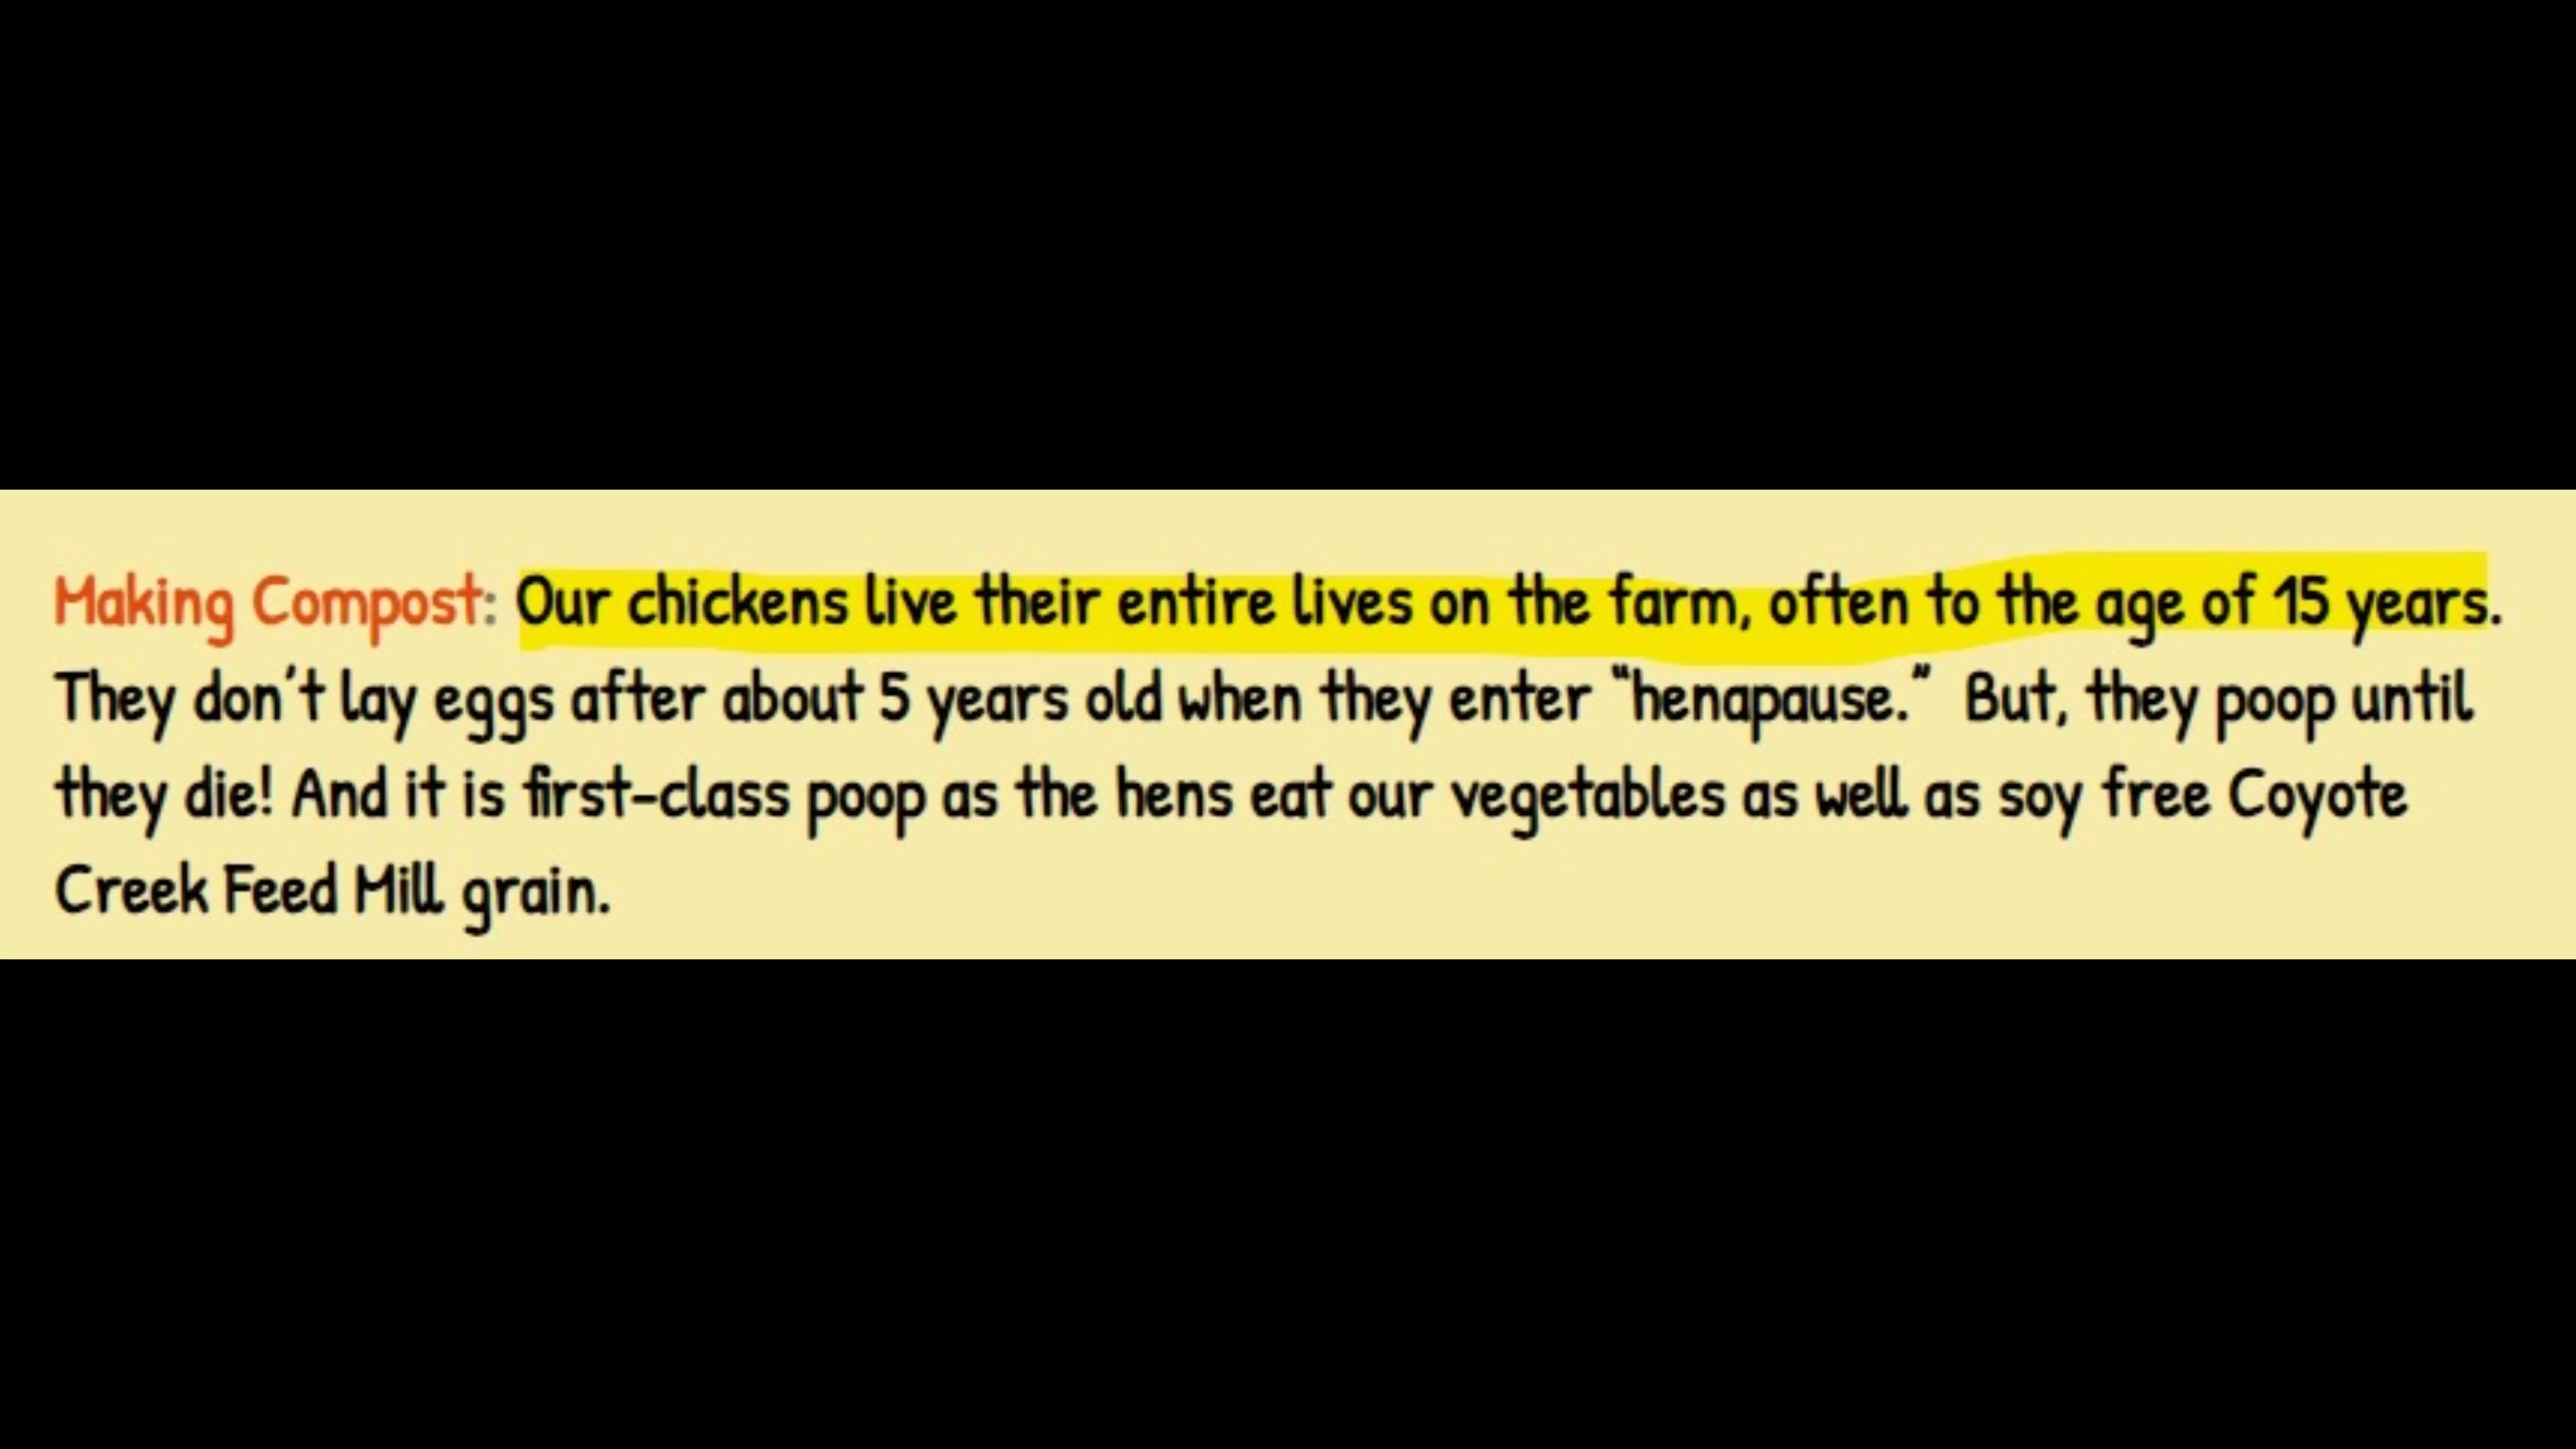 Making Compost: Our chickens live their entire lives on the farm, often to the age of 15 years.
They don't lay eggs after about 5 years old when they enter “henapause.” But, they poop until
they die! And it is first-class poop as the hens eat our vegetables as well as soy free Coyote
Creek Feed Mill grain.